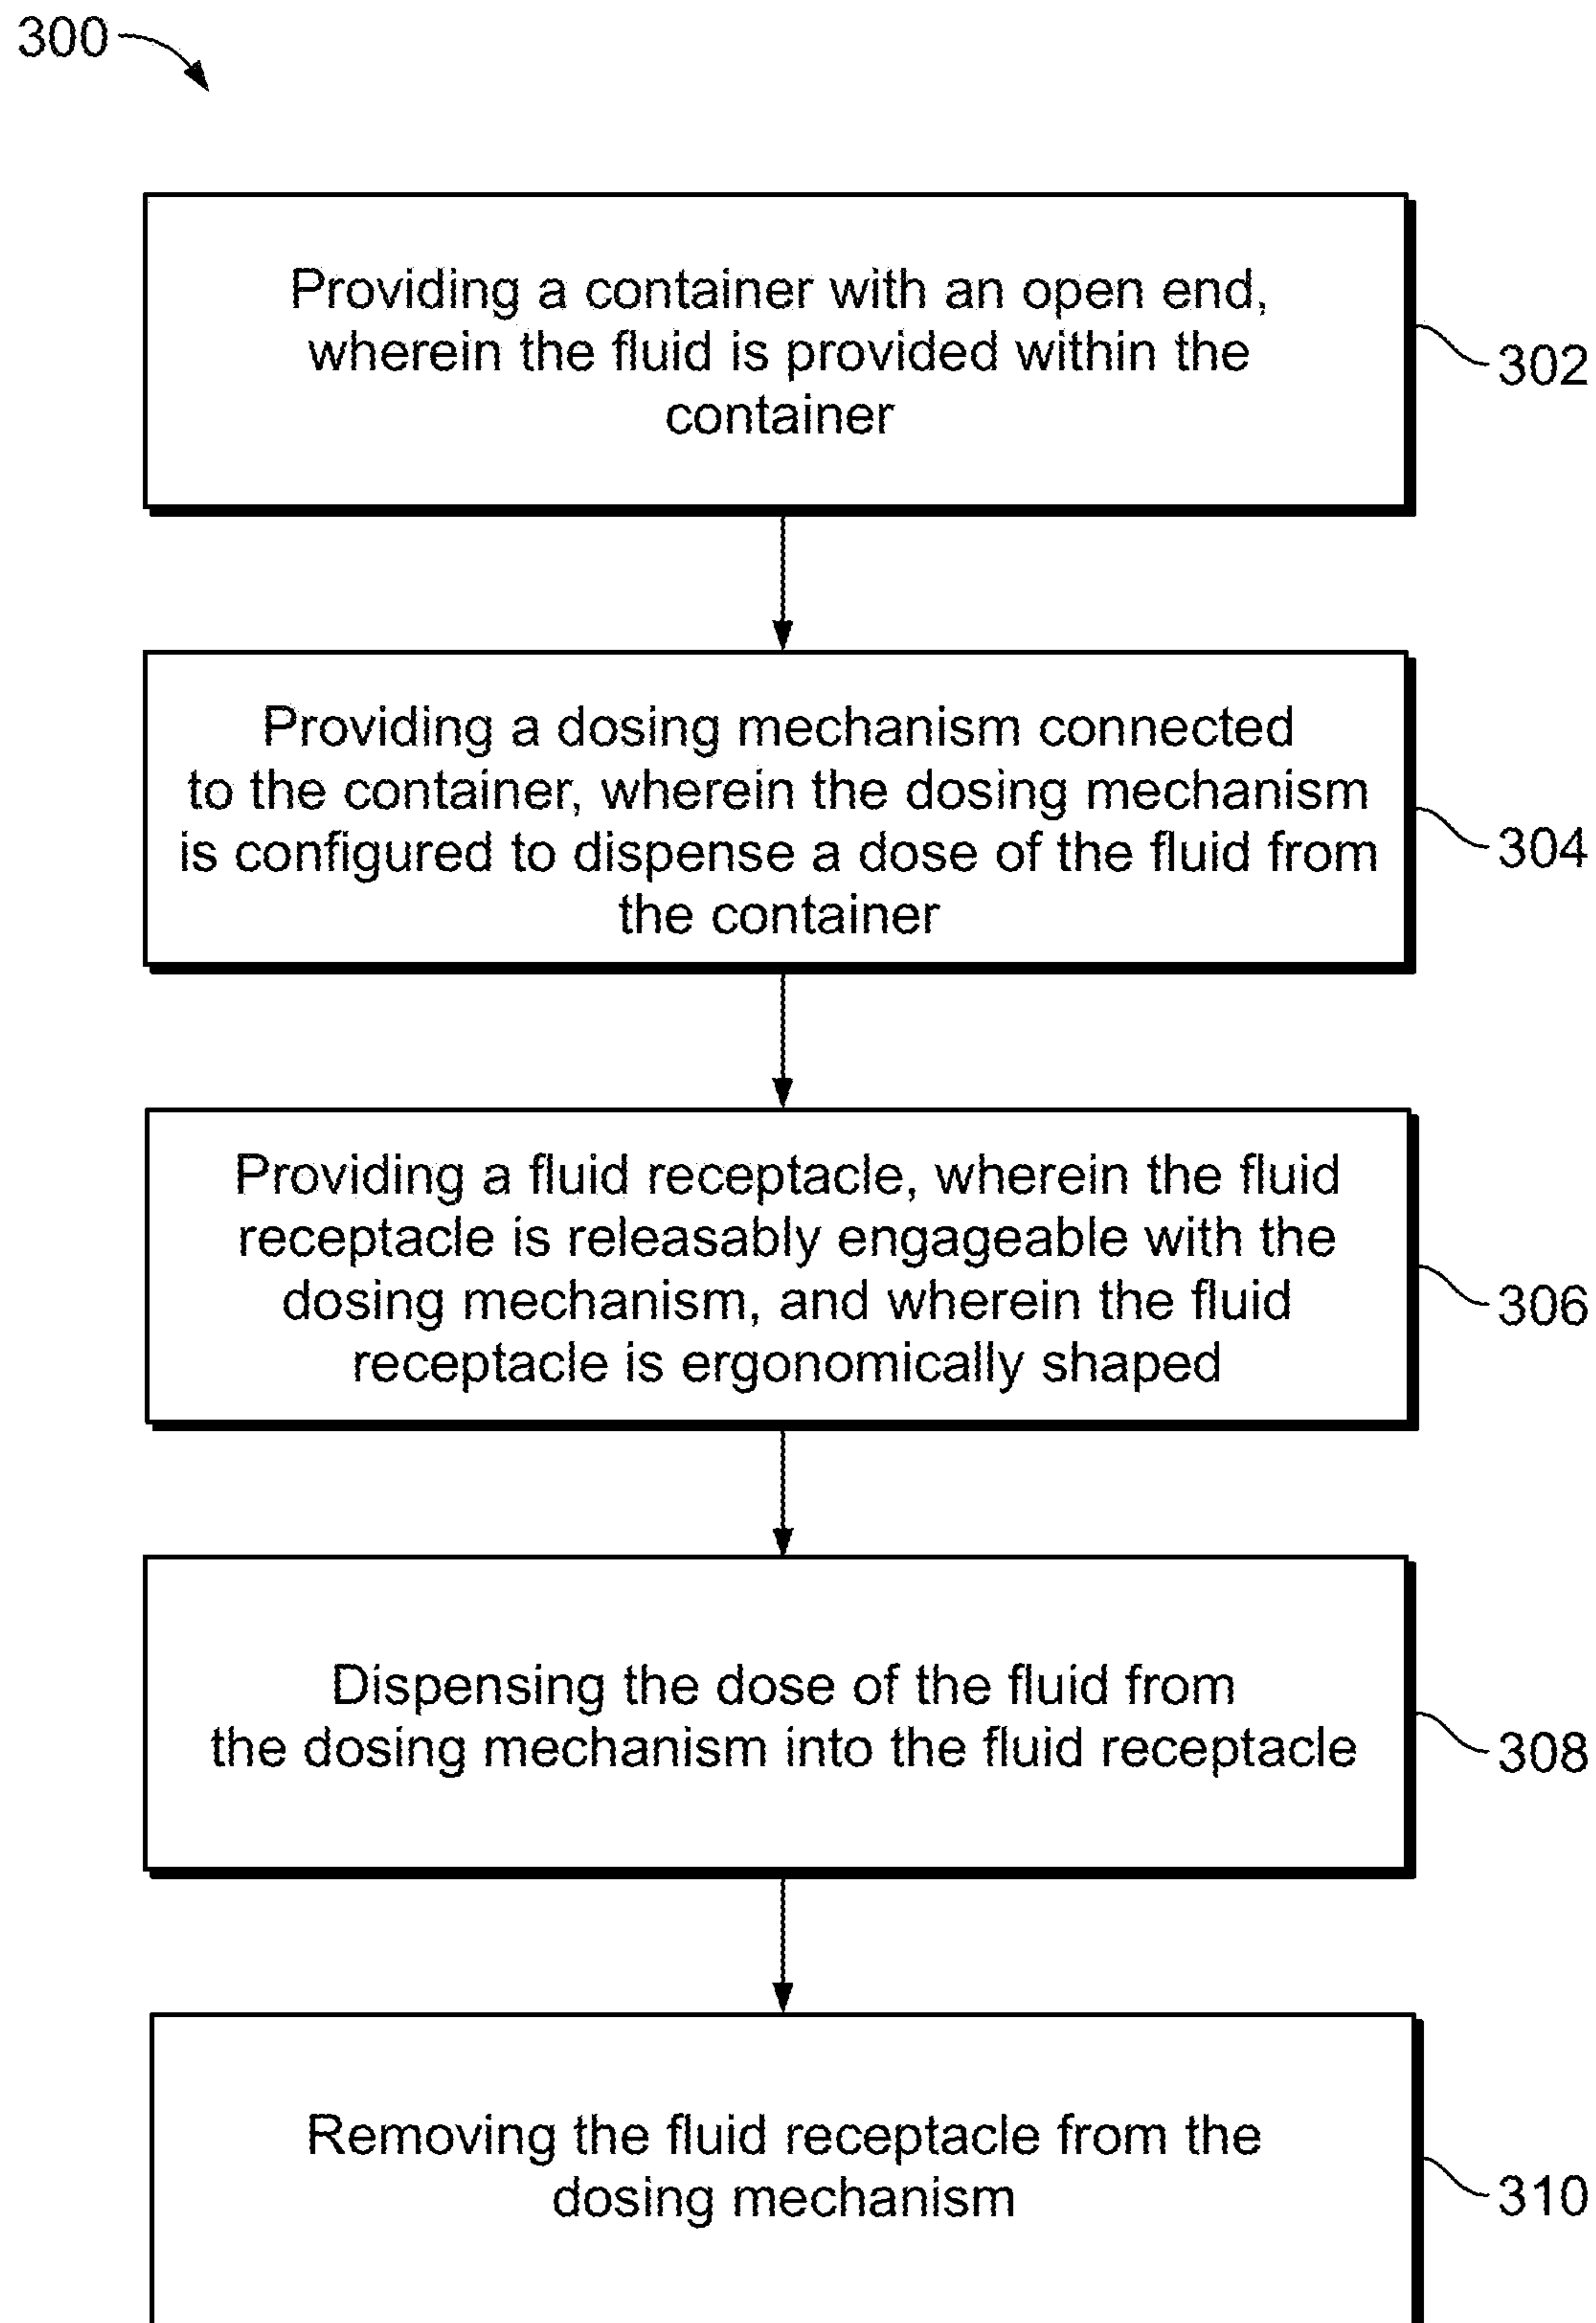 300
Providing a container with an open end,
wherein the fluid is provided within the
container
302
Providing a dosing mechanism connected
to the container, wherein the dosing mechanism
is configured to dispense a dose of the fluid from
the container
304
Providing a fluid receptacle, wherein the fluid
receptacle is releasably engageable with the
dosing mechanism, and wherein the fluid
receptacle is ergonomically shaped
306
Dispensing the dose of the fluid from
the dosing mechanism into the fluid receptacle
308
Removing the fluid receptacle from the
dosing mechanism
310